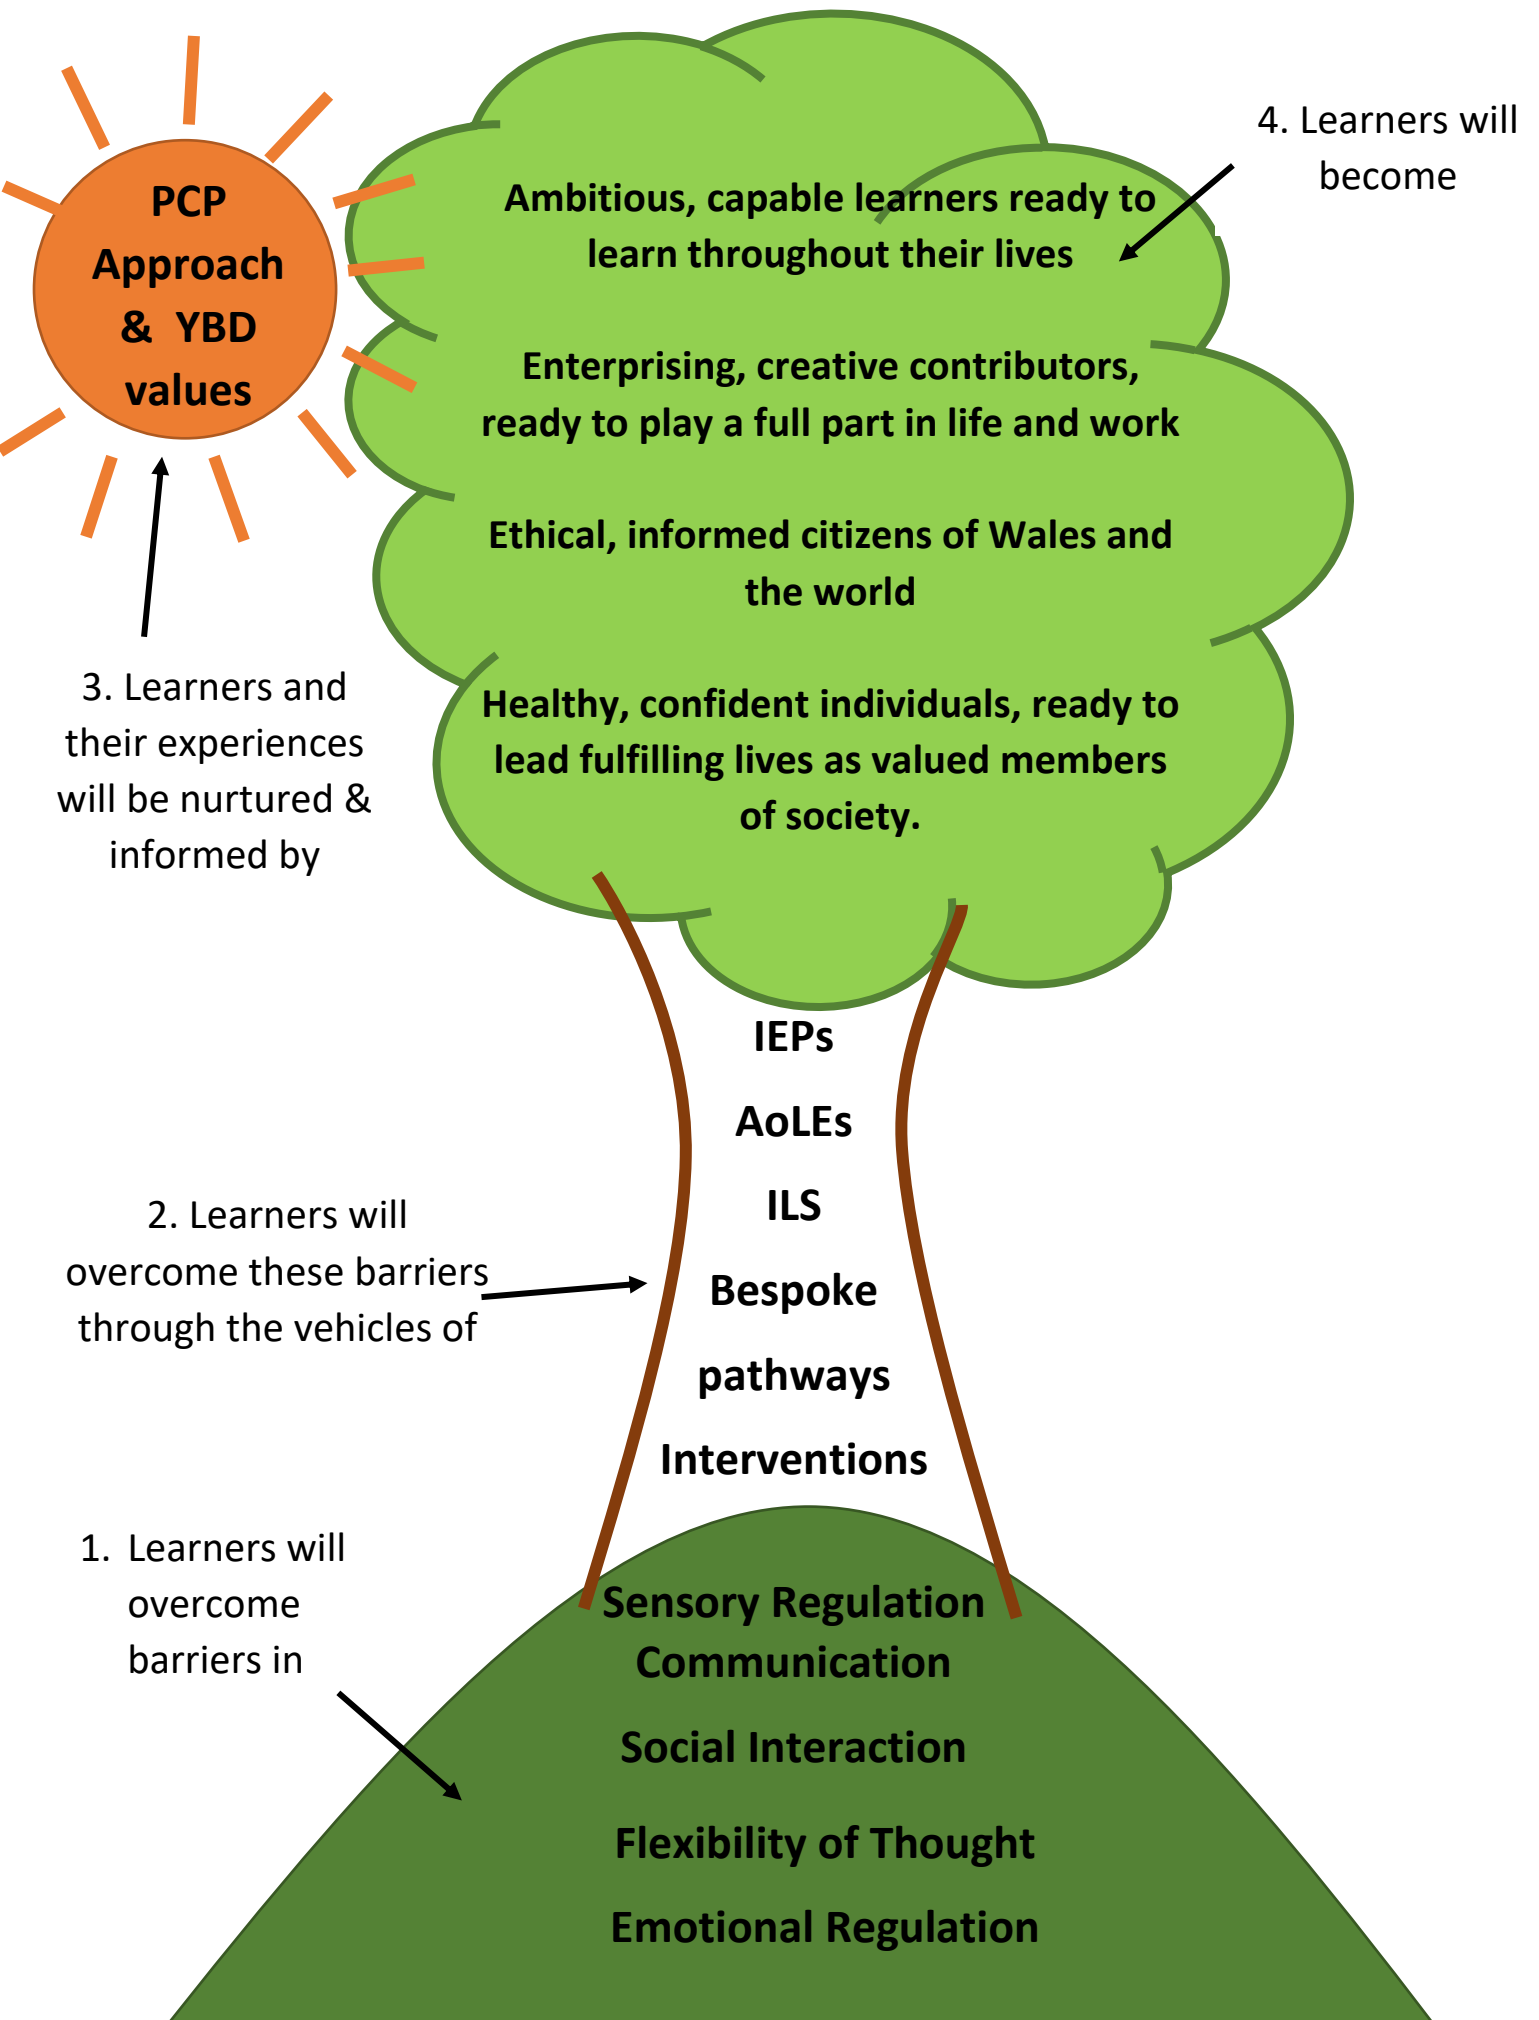 PCP
Approach
& YBD
values
4. Learners will
become
Ambitious, capable learners ready to
learn throughout their lives
Enterprising, creative contributors,
ready to play a full part in life and work
Ethical, informed citizens of Wales and
the world
Healthy, confident individuals, ready to
lead fulfilling lives as valued members
of society.
3. Learners and
their experiences
will be nurtured &
informed by
IEPs
AoLEs
ILS
Bespoke
pathways
Interventions
2. Learners will
overcome these barriers
through the vehicles of
1. Learners will
overcome
barriers in
Sensory Regulation
Communication
Social Interaction
Flexibility of Thought
Emotional Regulation